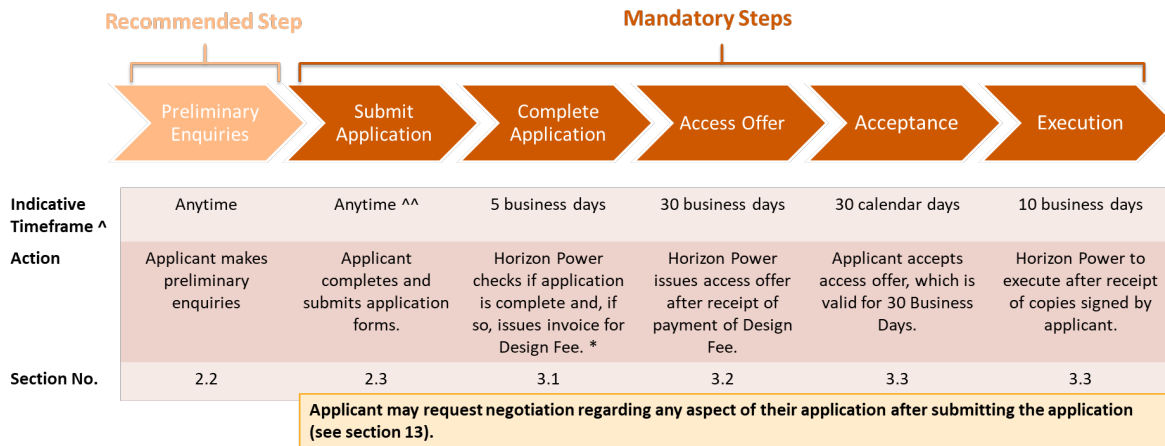 Recommended Step
Mandatory Steps
Preliminary
Enquiries
Submit
Application
Complete
Application
Access Offer
Acceptance
Execution
Indicative
Timeframe ^
Anytime
Anytime ^^
5 business days
30 business days
30 calendar days
10 business days
Action
Applicant makes
preliminary
enquiries
Applicant
completes and
submits application
forms.
Horizon Power
checks if application
is complete and, if
so, issues invoice for
Design Fee. *
Horizon Power
issues access offer
after receipt of
payment of Design
Fee.
Applicant accepts
access offer, which is
valid for 30 Business
Days.
Horizon Power to
execute after receipt
of copies signed by
applicant.
Section No.
2.2
2.3
3.1
3.2
3.3
3.3
Applicant may request negotiation regarding any aspect of their application after submitting the application
(see section 13).